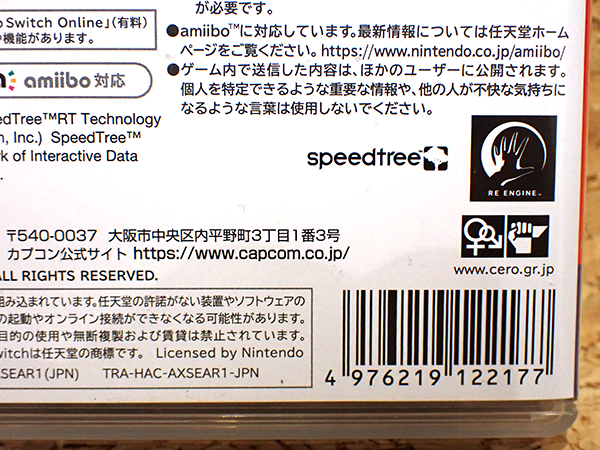 が必要です。
Switch Online」(有料)
や機能があります。
●amiibo™に対応しています。最新情報については任天堂ホーム
ページをご覧ください。https://www.nintendo.co.jp/amiibo/
amiibo 対応
●ゲーム内で送信した内容は、ほかのユーザーに公開されます。
個人を特定できるような重要な情報や、他の人が不快な気持ちに
なるような言葉は使用しないでください。
edTree™RT Technology
n, Inc.) SpeedTree™
rk of Interactive Data
speedtree
RE ENGINE™
〒540-0037 大阪市中央区内平野町3丁目1番3号
カプコン公式サイト https://www.capcom.co.jp/
ALL RIGHTS RESERVED.
www.cero.gr.jp
組み込まれています。任天堂の許諾がない装置やソフトウェアの
の起動やオンライン接続ができなくなる可能性があります。
目的の使用や無断複製および賃貸は禁止されています。
witchは任天堂の商標です。 Licensed by Nintendo
XSEAR1(JPN) TRA-HAC-AXSEAR1-JPN
4 976219 122177